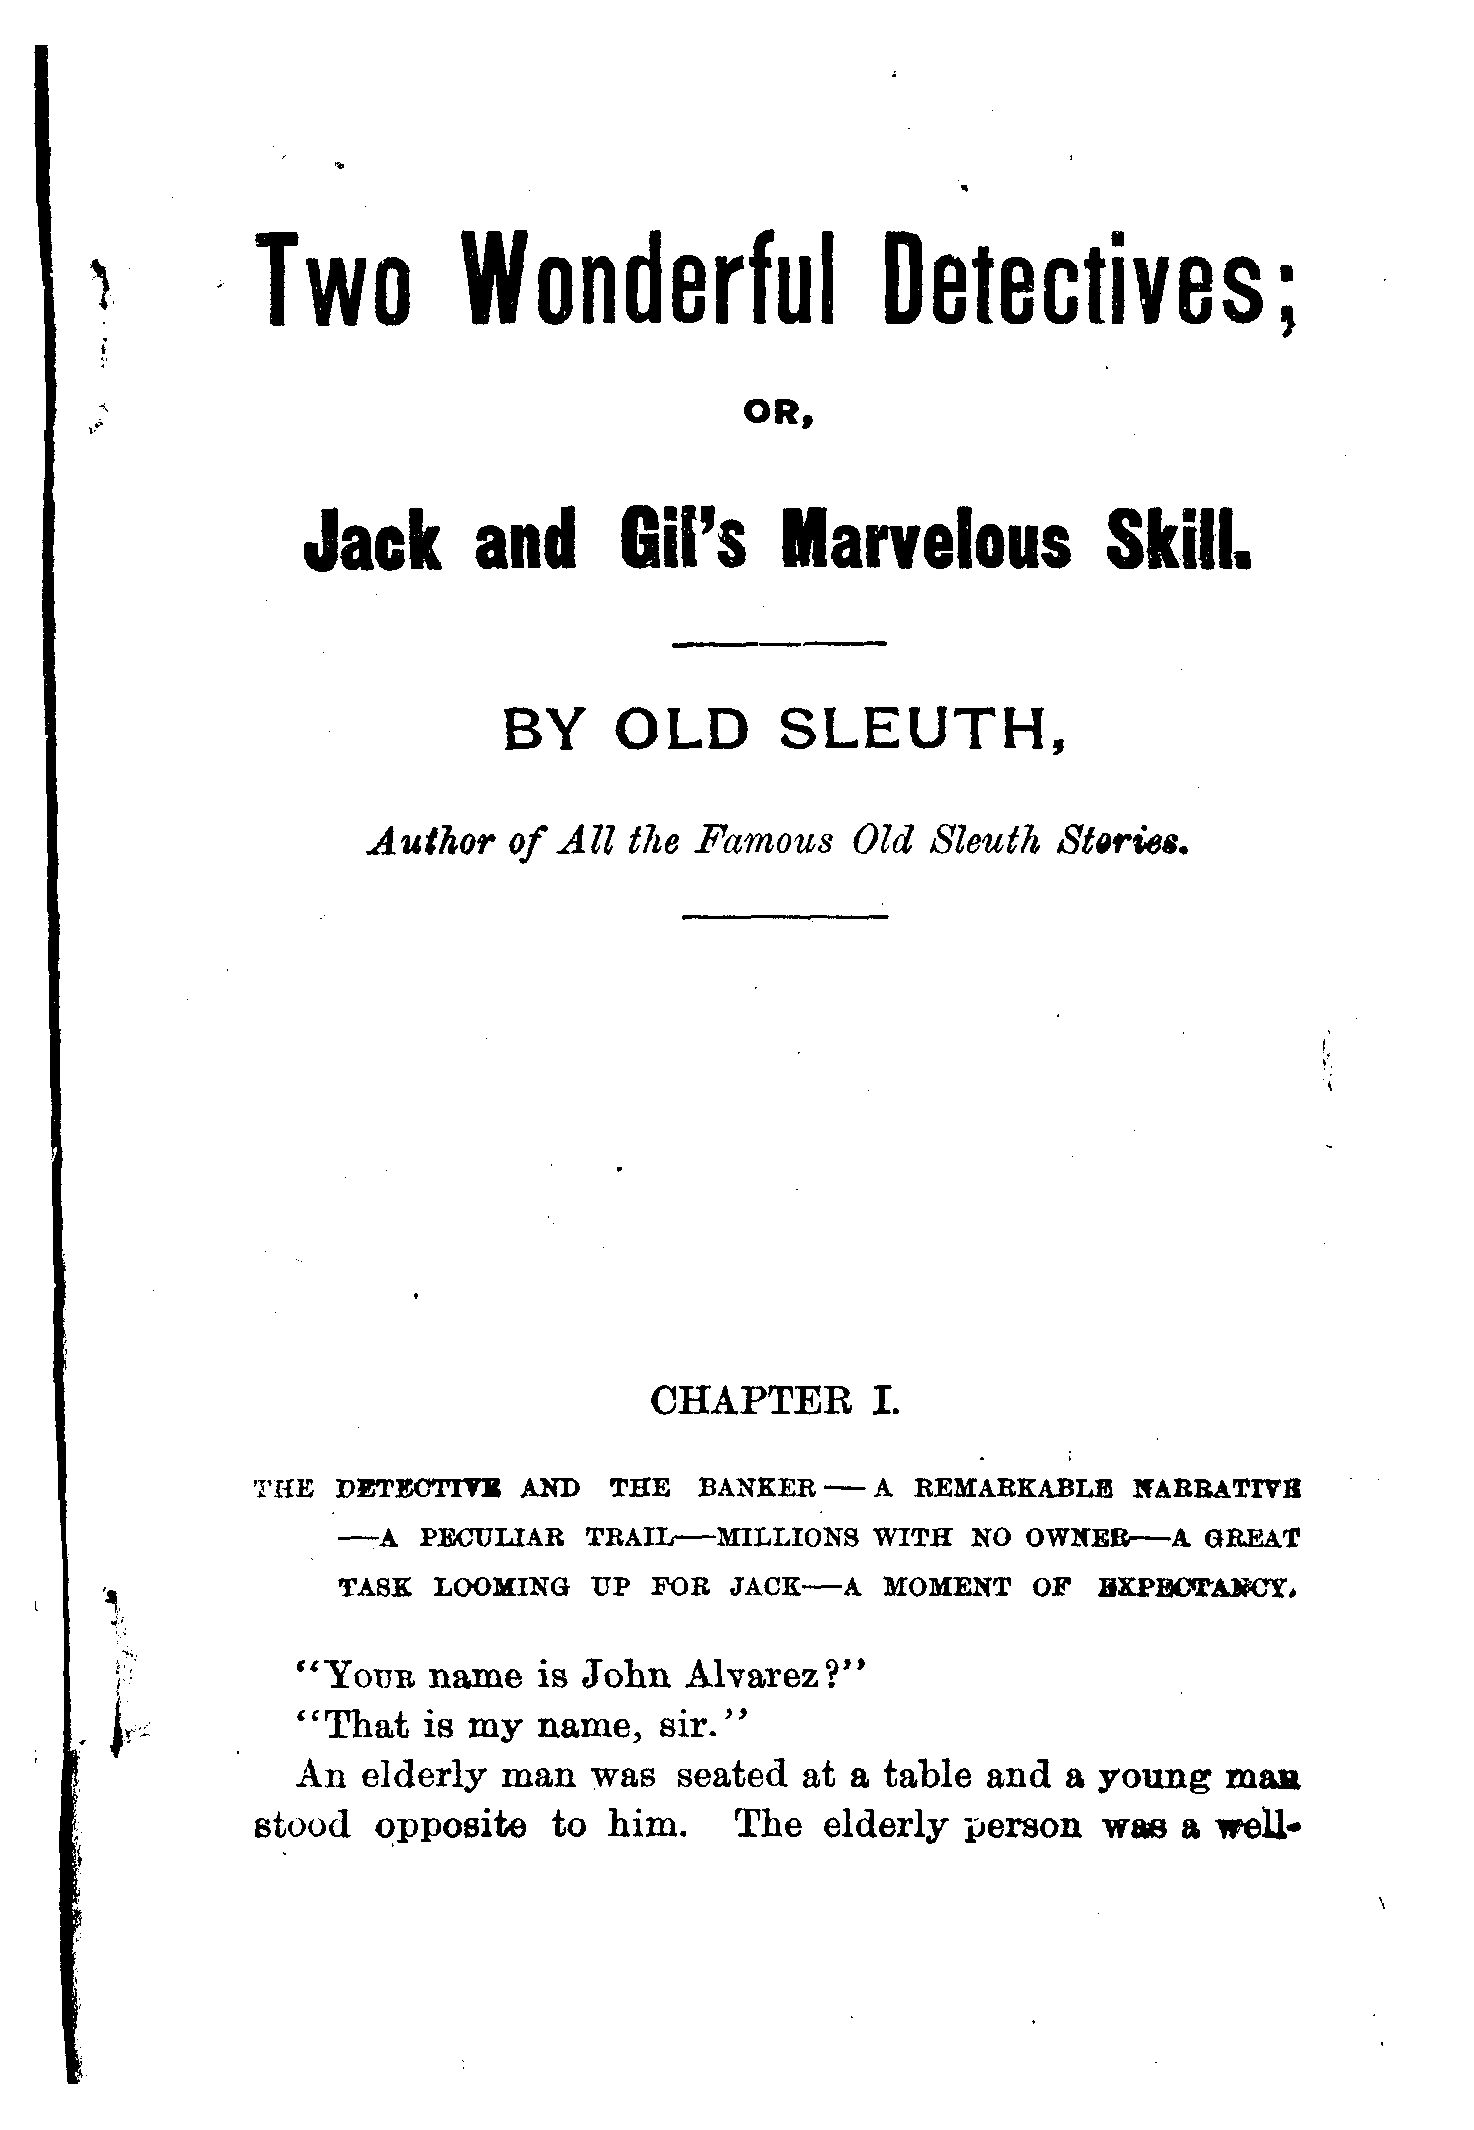 Two Wonderful Detectives;
OR,
Jack and Gil's Marvelous Skill.
BY OLD SLEUTH,
Author of All the Famous Old Sleuth Stories.
CHAPTER I.
THE DETECTIVE AND THE BANKER—A REMARKABLE NARRATIVE
—A PECULIAR TRAIL—MILLIONS WITH NO OWNER—A GREAT
TASK LOOMING UP FOR JACK—A MOMENT OF EXPECTANCY.
"YOUR name is John Alvarez?"
"That is my name, sir."
An elderly man was seated at a table and a young man
stood opposite to him. The elderly person was a well-